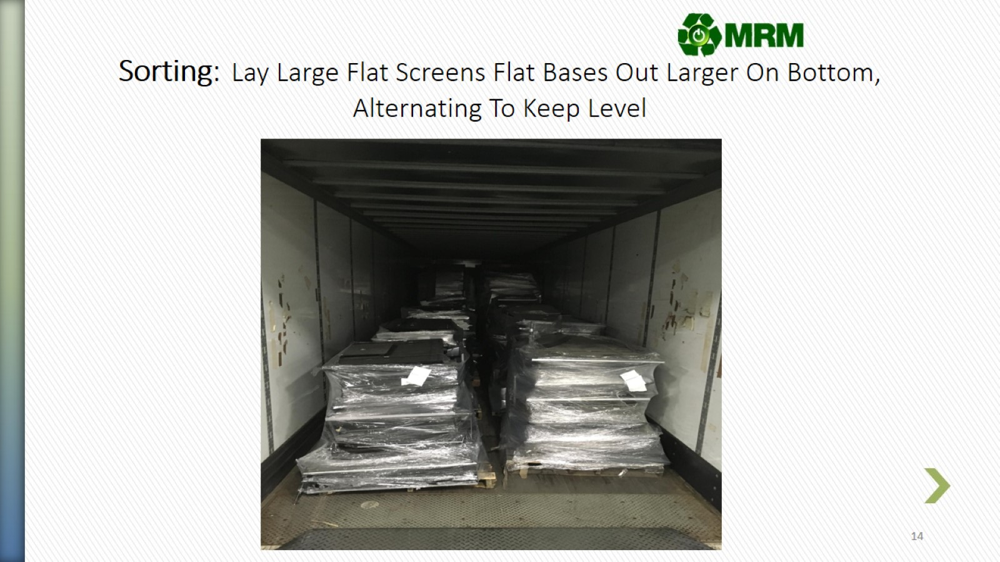 MRM
Sorting: Lay Large Flat Screens Flat Bases Out Larger On Bottom,
Alternating To Keep Level
14